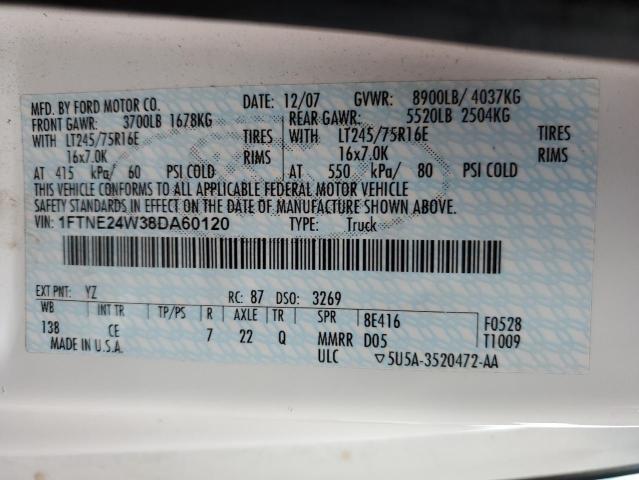 MFD. BY FORD MOTOR CO. DATE: 12/07 GVWR: 8900LB/ 4037KG
FRONT GAWR: 3700LB 1678KG REAR GAWR: 5520LB 2504KG
WITH LT245/75R16E TIRES WITH LT245/75R16E TIRES
16x7.0K RIMS 16x7.0K RIMS
AT 415 kPa/ 60 PSI COLD AT 550 kPa/ 80 PSI COLD
THIS VEHICLE CONFORMS TO ALL APPLICABLE FEDERAL MOTOR VEHICLE
SAFETY STANDARDS IN EFFECT ON THE DATE OF MANUFACTURE SHOWN ABOVE.
VIN: 1FTNE24W38DA60120 TYPE: Truck
EXT PNT: YZ RC: 87 DSO: 3269
WB INT TR TP/PS R AXLE TR SPR 8E416 F0528
138 CE 7 22 Q MMRR D05 T1009
MADE IN U.S.A. ULC ▽5U5A-3520472-AA